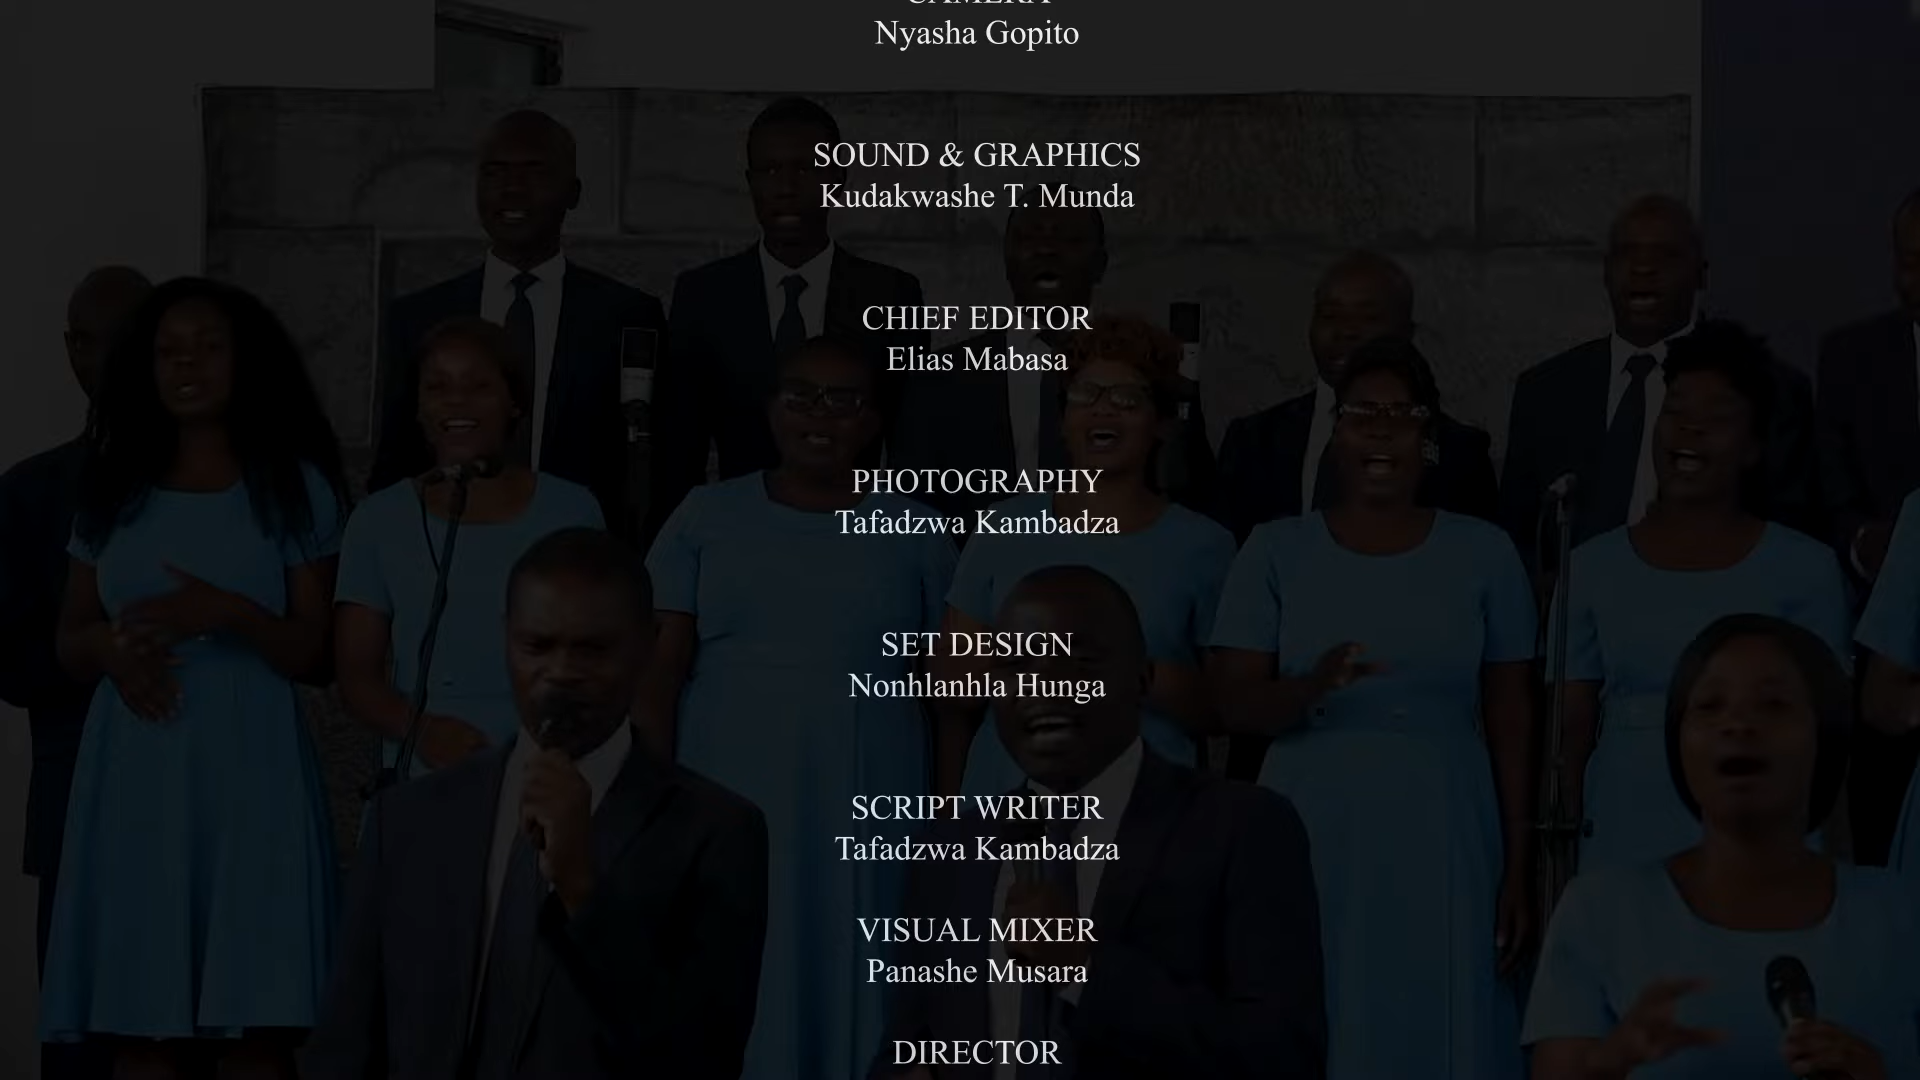 CAMERA
Nyasha Gopito
SOUND & GRAPHICS
Kudakwashe T. Munda
CHIEF EDITOR
Elias Mabasa
PHOTOGRAPHY
Tafadzwa Kambadza
SET DESIGN
Nonhlanhla Hunga
SCRIPT WRITER
Tafadzwa Kambadza
VISUAL MIXER
Panashe Musara
DIRECTOR